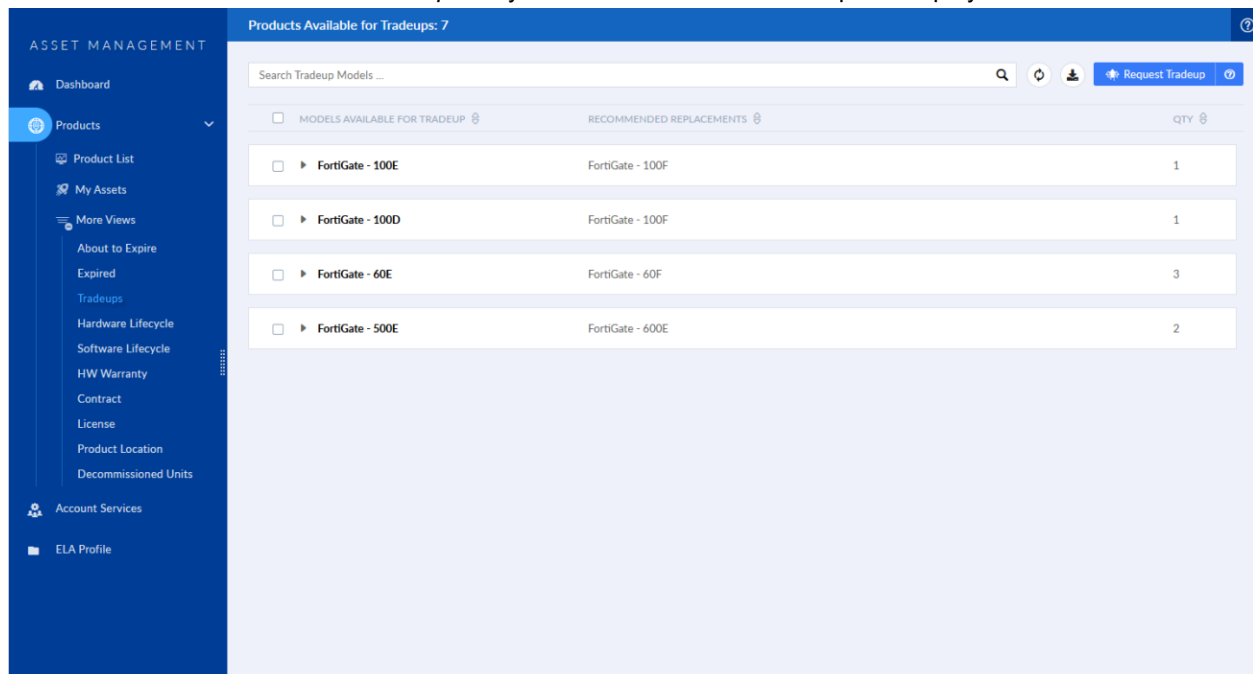 Products Available for Tradeups: 7
ASSET MANAGEMENT
Dashboard
Products
Product List
My Assets
More Views
About to Expire
Expired
Tradeups
Hardware Lifecycle
Software Lifecycle
HW Warranty
Contract
License
Product Location
Decommissioned Units
Account Services
ELA Profile
Search Tradeup Models ...
Request Tradeup
MODELS AVAILABLE FOR TRADEUP RECOMMENDED REPLACEMENTS QTY
FortiGate - 100E FortiGate - 100F 1
FortiGate - 100D FortiGate - 100F 1
FortiGate - 60E FortiGate - 60F 3
FortiGate - 500E FortiGate - 600E 2